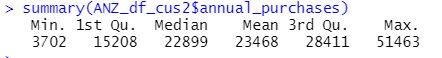 > summary(ANZ_df_cus2$annual_purchases)
Min. 1st Qu. Median Mean 3rd Qu. Max.
3702 15208 22899 23468 28411 51463
>